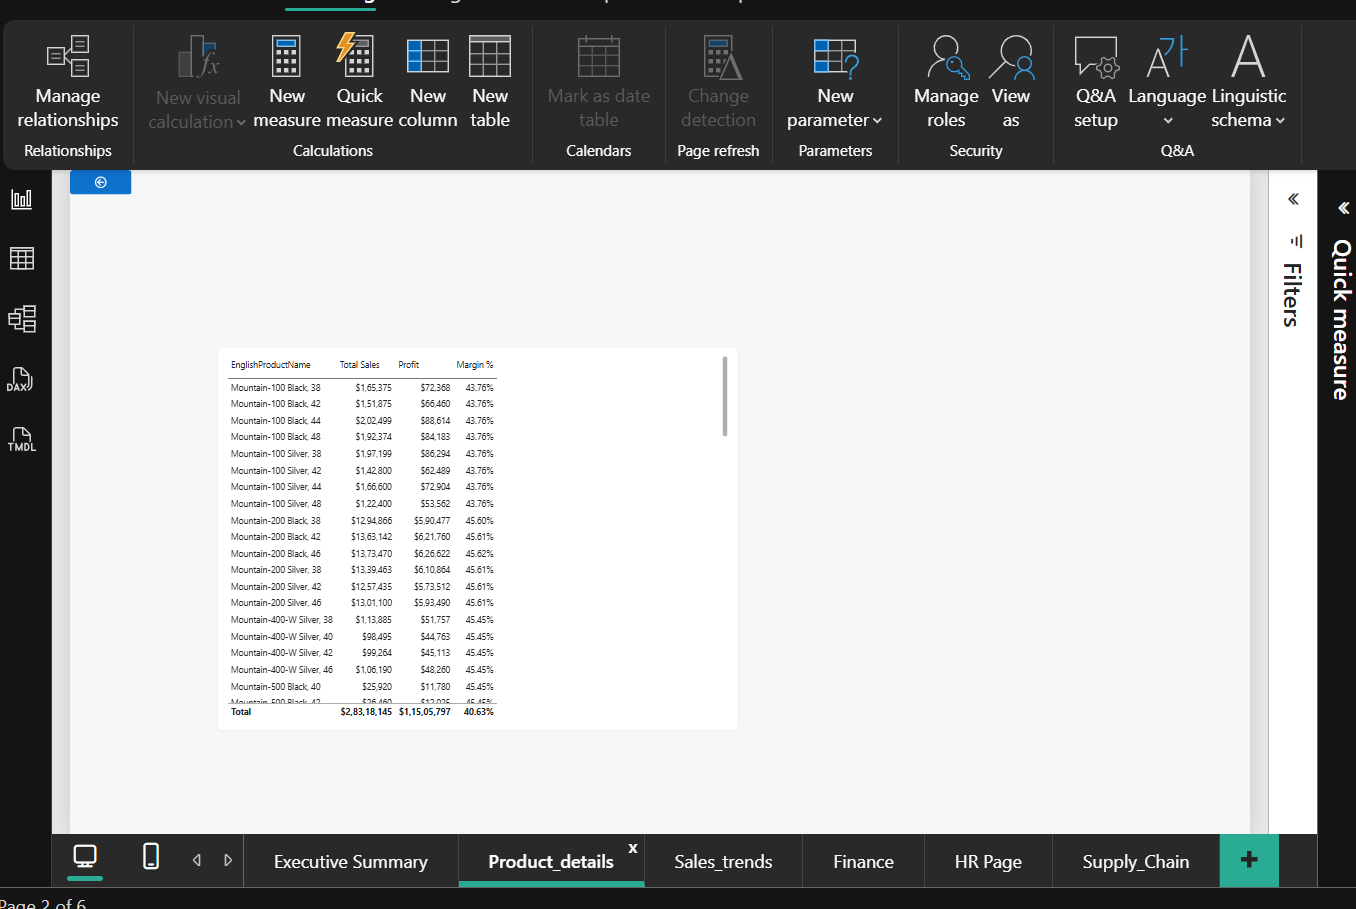 Manage relationships
New visual calculation
New measure
Quick measure
New column
New table
Mark as date table
Change detection
New parameter
Manage roles
View as
Q&A setup
Language
Linguistic schema
Relationships
Calculations
Calendars
Page refresh
Parameters
Security
Q&A
DAX
TMDL
Filters
Quick measure
EnglishProductName Total Sales Profit Margin %
Mountain-100 Black, 38 $1,65,375 $72,368 43.76%
Mountain-100 Black, 42 $1,51,875 $66,460 43.76%
Mountain-100 Black, 44 $2,02,499 $88,614 43.76%
Mountain-100 Black, 48 $1,92,374 $84,183 43.76%
Mountain-100 Silver, 38 $1,97,199 $86,294 43.76%
Mountain-100 Silver, 42 $1,42,800 $62,489 43.76%
Mountain-100 Silver, 44 $1,66,600 $72,904 43.76%
Mountain-100 Silver, 48 $1,22,400 $53,562 43.76%
Mountain-200 Black, 38 $12,94,866 $5,90,477 45.60%
Mountain-200 Black, 42 $13,63,142 $6,21,760 45.61%
Mountain-200 Black, 46 $13,73,470 $6,26,622 45.62%
Mountain-200 Silver, 38 $13,39,463 $6,10,864 45.61%
Mountain-200 Silver, 42 $12,57,435 $5,73,512 45.61%
Mountain-200 Silver, 46 $13,01,100 $5,93,490 45.61%
Mountain-400-W Silver, 38 $1,13,885 $51,757 45.45%
Mountain-400-W Silver, 40 $98,495 $44,763 45.45%
Mountain-400-W Silver, 42 $99,264 $45,113 45.45%
Mountain-400-W Silver, 46 $1,06,190 $48,260 45.45%
Mountain-500 Black, 40 $25,920 $11,780 45.45%
Mountain-500 Black, 42 $26,460 $12,025 45.45%
Total $2,83,18,145 $1,15,05,797 40.63%
Executive Summary
Product_details
Sales_trends
Finance
HR Page
Supply_Chain
Page 2 of 6